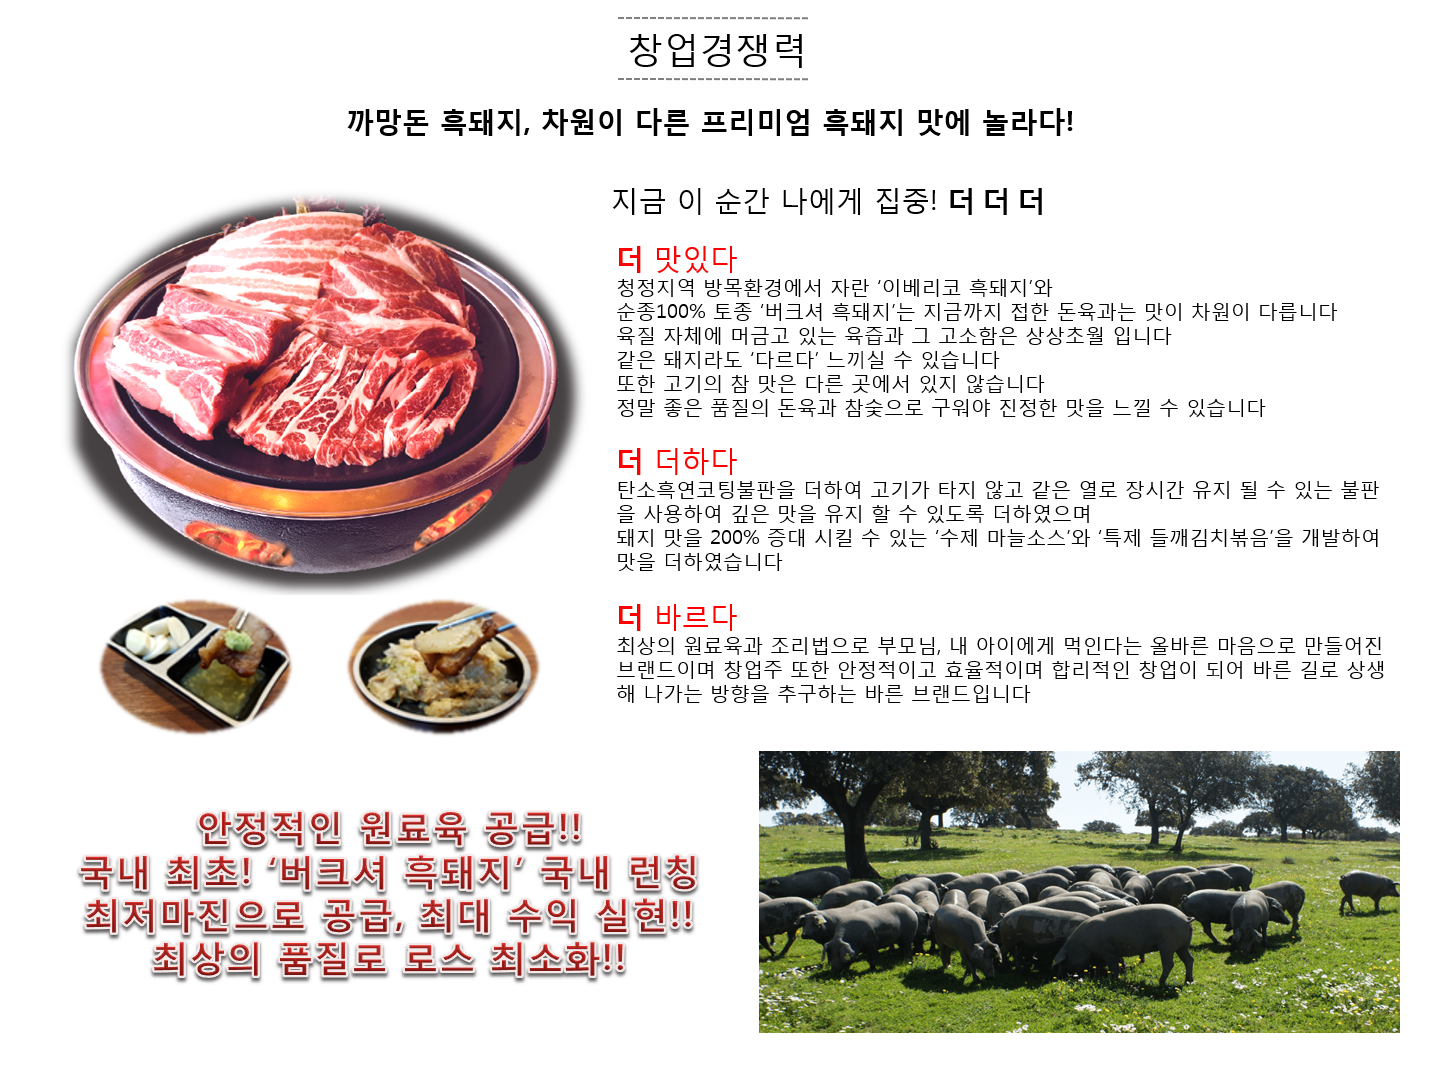 창업경쟁력
까망돈 흑돼지, 차원이 다른 프리미엄 흑돼지 맛에 놀라다!
지금 이 순간 나에게 집중! 더 더 더
더 맛있다
청정지역 방목환경에서 자란 ‘이베리코 흑돼지’와
순종100% 토종 ‘버크셔 흑돼지’는 지금까지 접한 돈육과는 맛이 차원이 다릅니다
육질 자체에 머금고 있는 육즙과 그 고소함은 상상초월 입니다
같은 돼지라도 ‘다르다’ 느끼실 수 있습니다
또한 고기의 참 맛은 다른 곳에서 있지 않습니다
정말 좋은 품질의 돈육과 참숯으로 구워야 진정한 맛을 느낄 수 있습니다
더 더하다
탄소흑연코팅불판을 더하여 고기가 타지 않고 같은 열로 장시간 유지 될 수 있는 불판
을 사용하여 깊은 맛을 유지 할 수 있도록 더하였으며
돼지 맛을 200% 증대 시킬 수 있는 ‘수제 마늘소스’와 ‘특제 들깨김치볶음’을 개발하여
맛을 더하였습니다
더 바르다
최상의 원료육과 조리법으로 부모님, 내 아이에게 먹인다는 올바른 마음으로 만들어진
브랜드이며 창업주 또한 안정적이고 효율적이며 합리적인 창업이 되어 바른 길로 상생
해 나가는 방향을 추구하는 바른 브랜드입니다
안정적인 원료육 공급!!
국내 최초! ‘버크셔 흑돼지’ 국내 런칭
최저마진으로 공급, 최대 수익 실현!!
최상의 품질로 로스 최소화!!